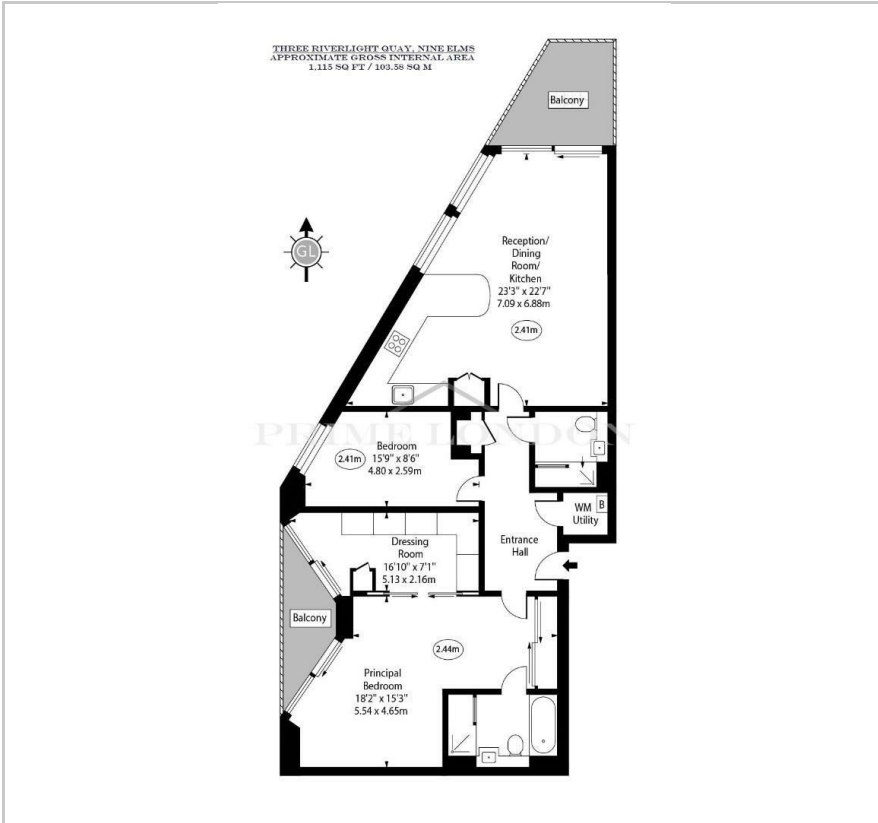 THREE RIVERLIGHT QUAY, NINE ELMS
APPROXIMATE GROSS INTERNAL AREA
1,115 SQ FT / 103.58 SQ M
Balcony
GL
Reception/
Dining
Room/
Kitchen
23'3" x 22'7"
7.09 x 6.88m
2.41m
PRIME LONDON
Bedroom
15'9" x 8'6"
4.80 x 2.59m
2.41m
WM
Utility
B
Entrance
Hall
Dressing
Room
16'10" x 7'1"
5.13 x 2.16m
Balcony
2.44m
Principal
Bedroom
18'2" x 15'3"
5.54 x 4.65m